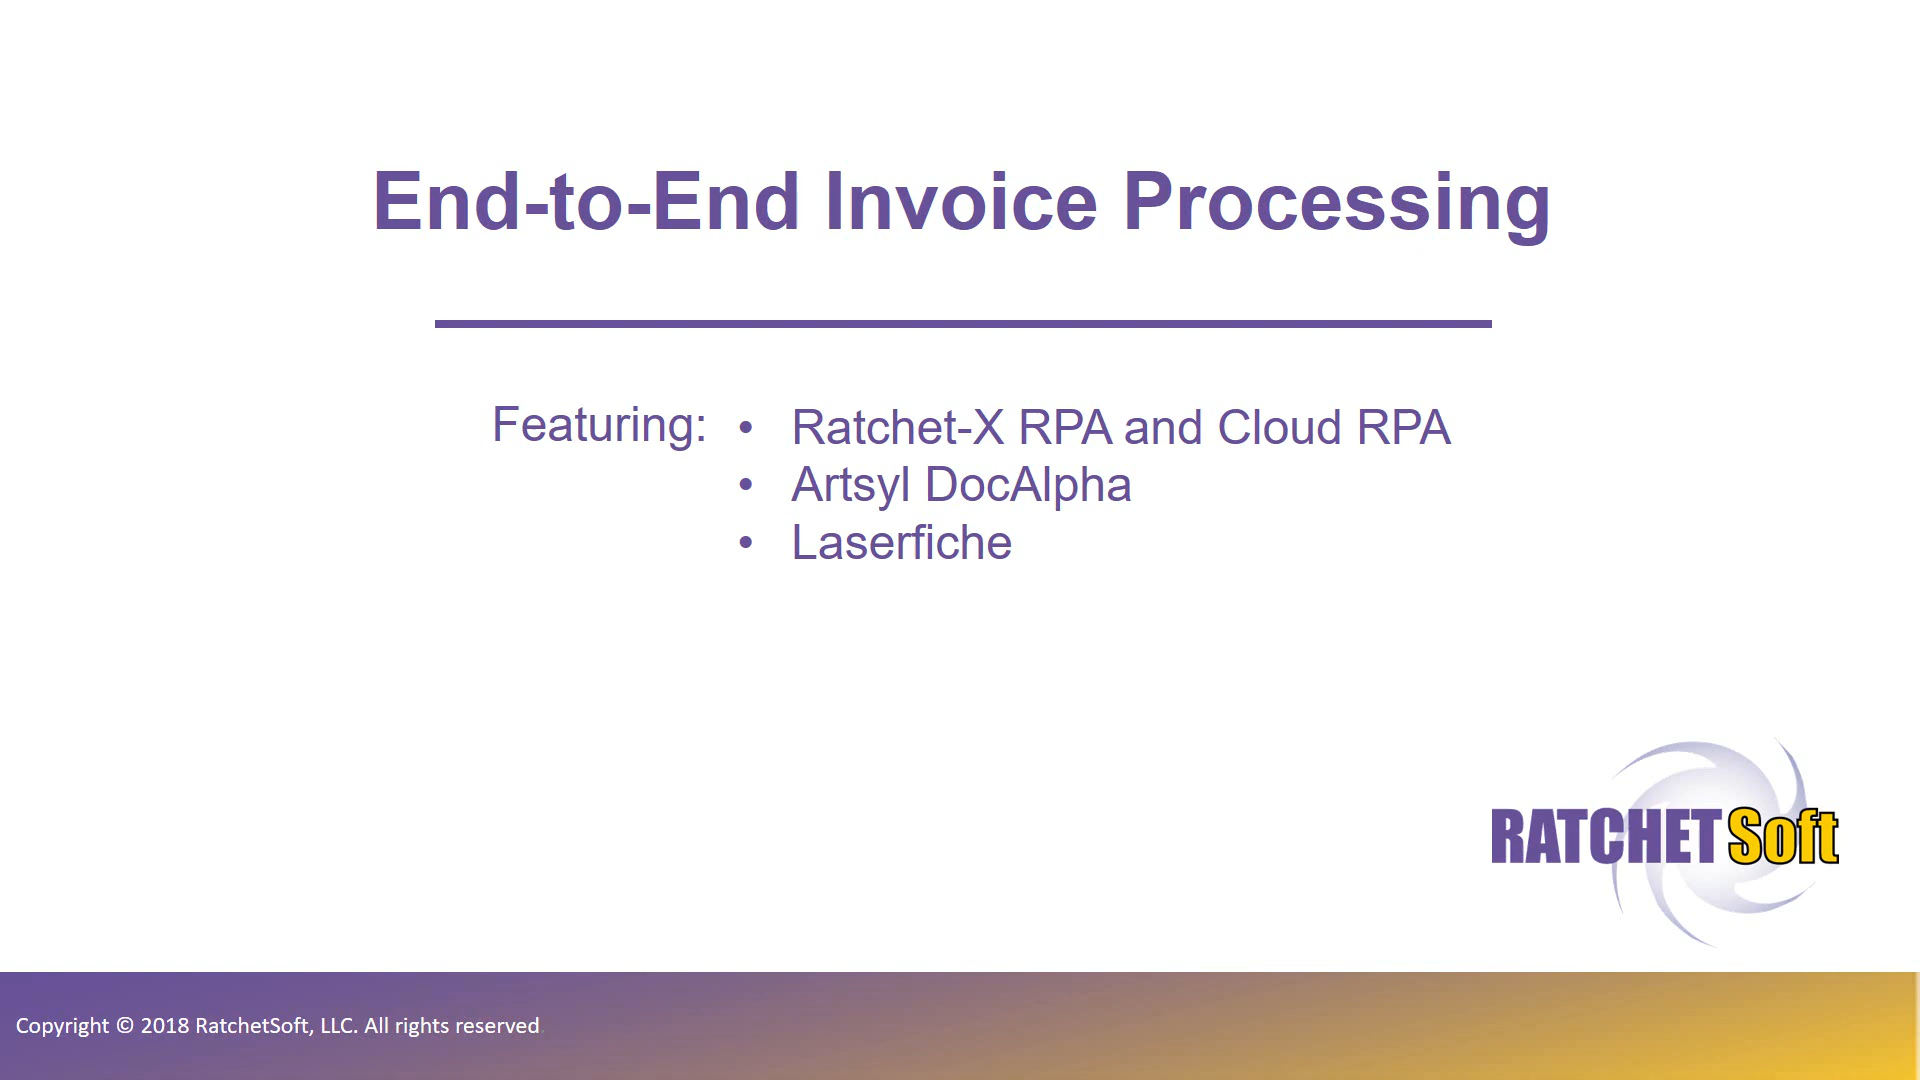 End-to-End Invoice Processing
Featuring:
• Ratchet-X RPA and Cloud RPA
• Artsyl DocAlpha
• Laserfiche
RATCHETSoft
Copyright © 2018 RatchetSoft, LLC. All rights reserved